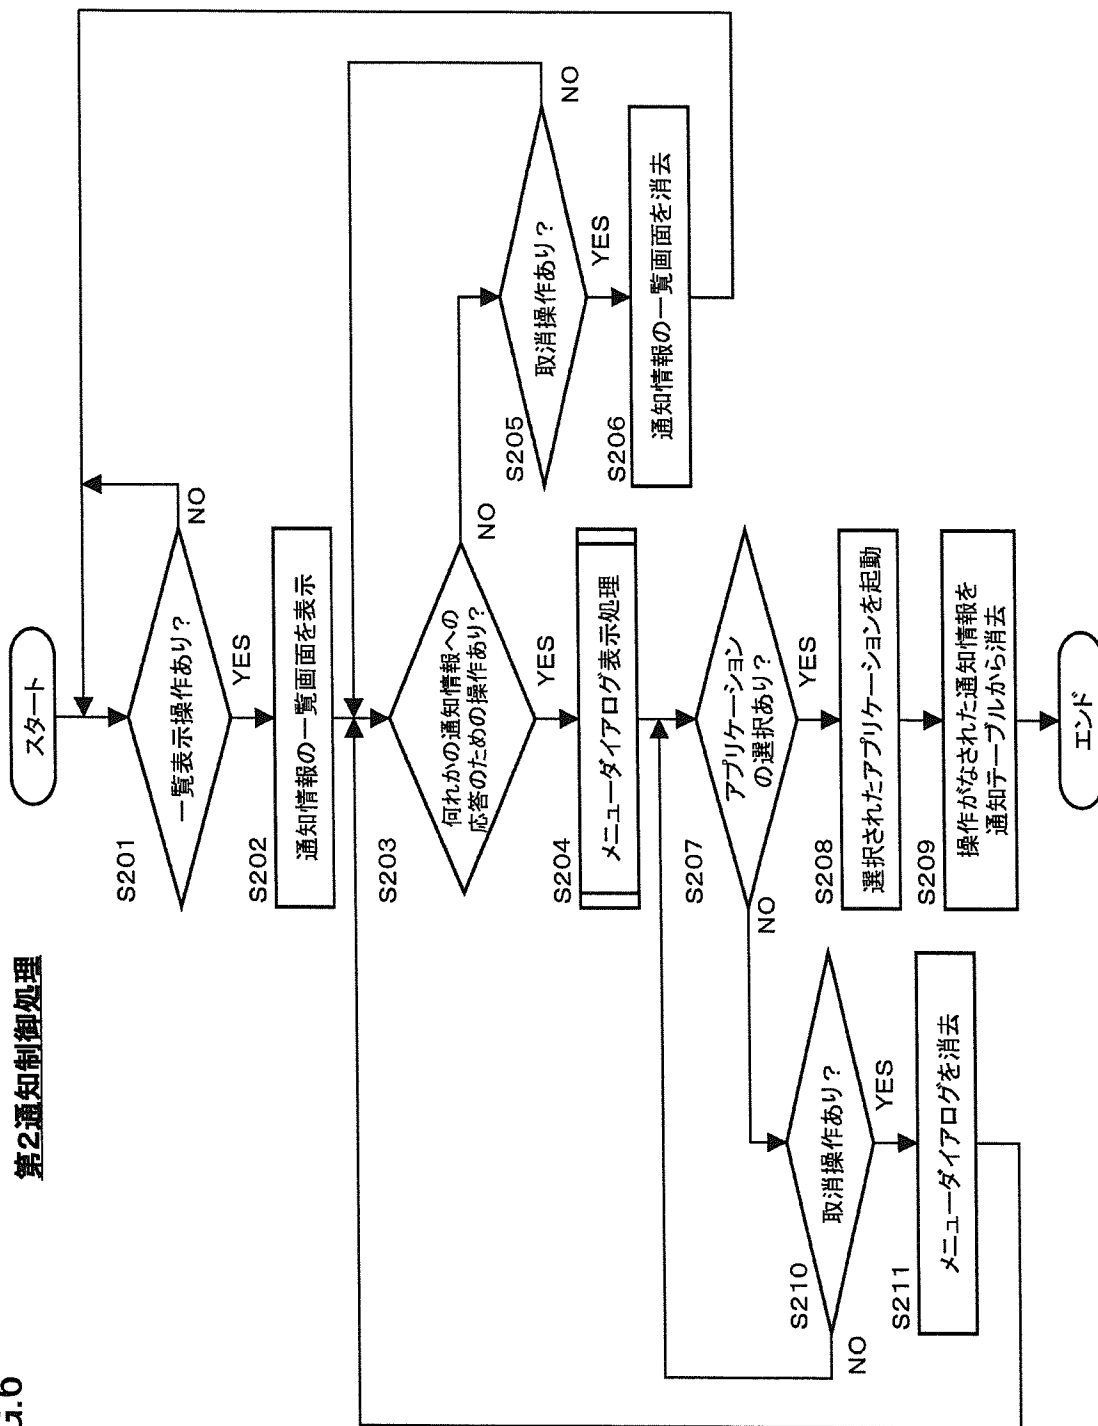 第2通知制御処理
スタート
S201
一覧表示操作あり?
NO
YES
S202
通知情報の一覧画面を表示
S203
何れかの通知情報への
応答のための操作あり?
NO
YES
S205
取消操作あり?
NO
YES
S206
通知情報の一覧画面を消去
S204
メニューダイアログ表示処理
S207
アプリケーション
の選択あり?
NO
YES
S208
選択されたアプリケーションを起動
S209
操作がなされた通知情報を
通知テーブルから消去
エンド
S210
取消操作あり?
NO
YES
S211
メニューダイアログを消去